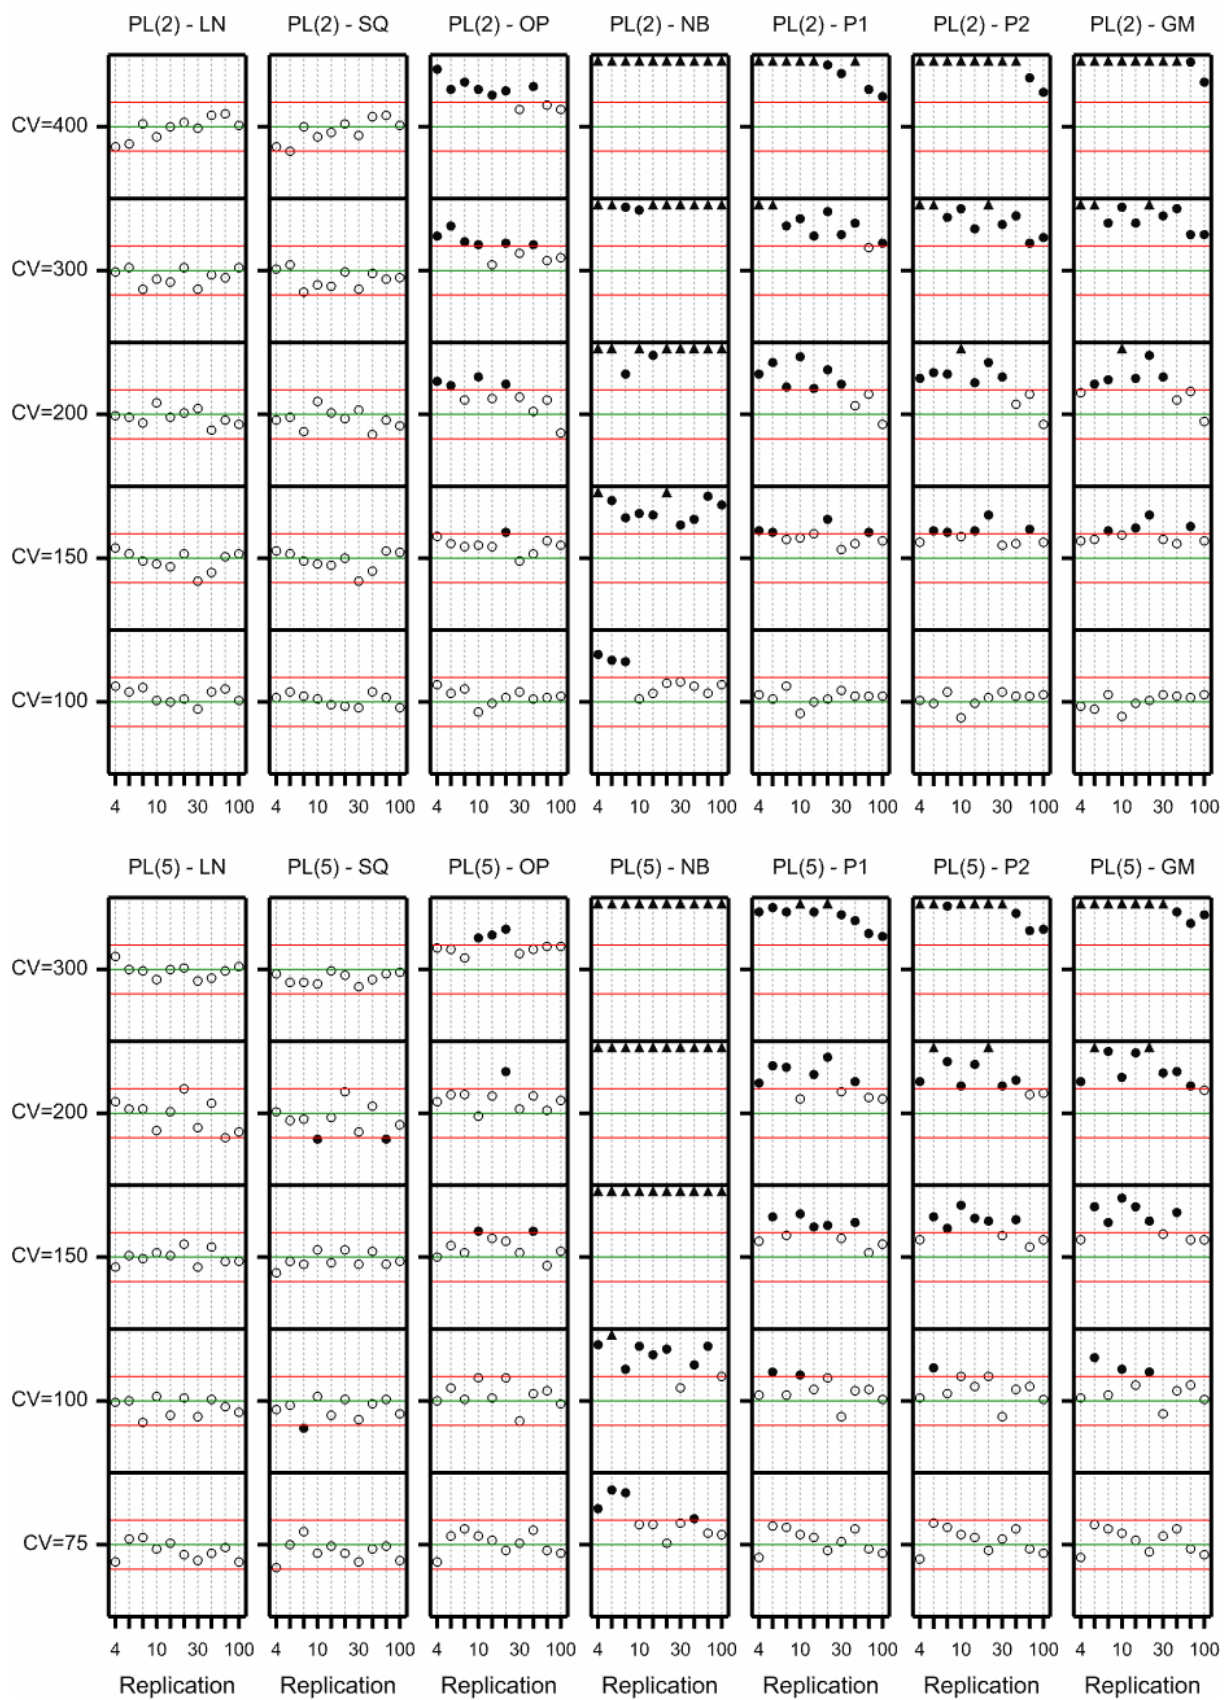 PL(2) - LN PL(2) - SQ PL(2) - OP PL(2) - NB PL(2) - P1 PL(2) - P2 PL(2) - GM
CV=400
CV=300
CV=200
CV=150
CV=100
4 10 30 100 4 10 30 100 4 10 30 100 4 10 30 100 4 10 30 100 4 10 30 100 4 10 30 100
PL(5) - LN PL(5) - SQ PL(5) - OP PL(5) - NB PL(5) - P1 PL(5) - P2 PL(5) - GM
CV=300
CV=200
CV=150
CV=100
CV=75
4 10 30 100 4 10 30 100 4 10 30 100 4 10 30 100 4 10 30 100 4 10 30 100 4 10 30 100
Replication Replication Replication Replication Replication Replication Replication